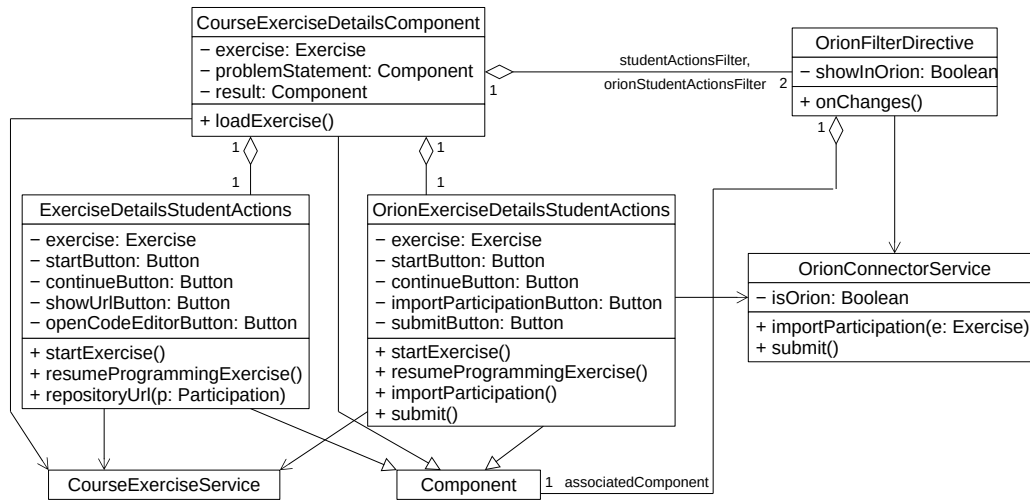 CourseExerciseDetailsComponent
− exercise: Exercise
− problemStatement: Component
− result: Component
+ loadExercise()
1
studentActionsFilter,
orionStudentActionsFilter
2
OrionFilterDirective
− showInOrion: Boolean
+ onChanges()
1
1
1
1
1
ExerciseDetailsStudentActions
− exercise: Exercise
− startButton: Button
− continueButton: Button
− showUrlButton: Button
− openCodeEditorButton: Button
+ startExercise()
+ resumeProgrammingExercise()
+ repositoryUrl(p: Participation)
OrionExerciseDetailsStudentActions
− exercise: Exercise
− startButton: Button
− continueButton: Button
− importParticipationButton: Button
− submitButton: Button
+ startExercise()
+ resumeProgrammingExercise()
+ importParticipation()
+ submit()
OrionConnectorService
− isOrion: Boolean
+ importParticipation(e: Exercise)
+ submit()
CourseExerciseService
Component
1 associatedComponent